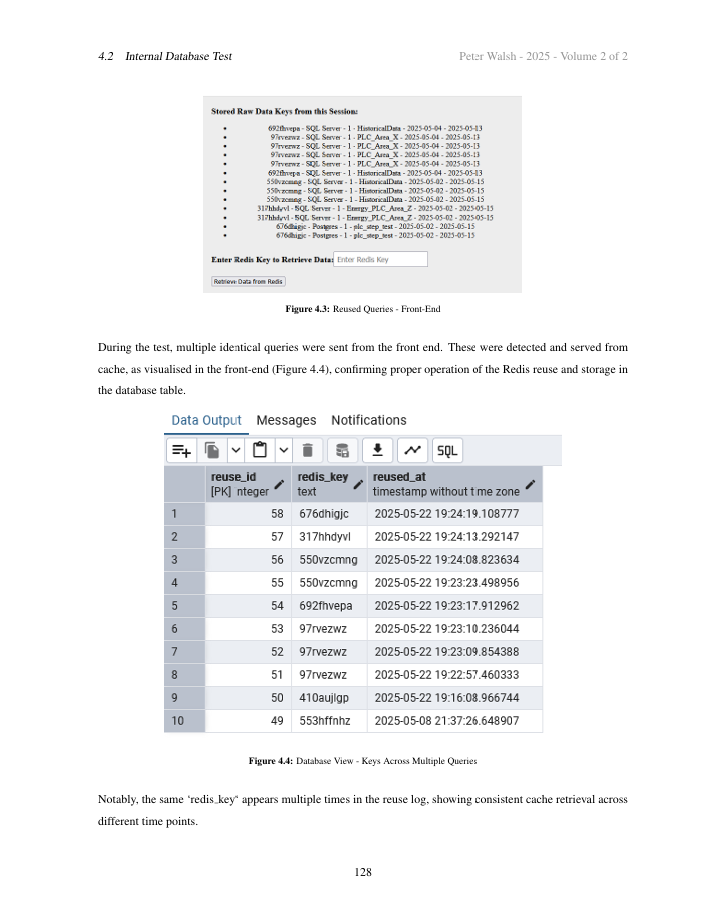 4.2 Internal Database Test
Peter Walsh - 2025 - Volume 2 of 2
Stored Raw Data Keys from this Session:
692fhvepa - SQL Server - 1 - HistoricalData - 2025-05-04 - 2025-05-13
97rvezwz - SQL Server - 1 - PLC_Area_X - 2025-05-04 - 2025-05-13
97rvezwz - SQL Server - 1 - PLC_Area_X - 2025-05-04 - 2025-05-13
97rvezwz - SQL Server - 1 - PLC_Area_X - 2025-05-04 - 2025-05-13
97rvezwz - SQL Server - 1 - PLC_Area_X - 2025-05-04 - 2025-05-13
692fhvepa - SQL Server - 1 - HistoricalData - 2025-05-04 - 2025-05-13
550vzcmng - SQL Server - 1 - HistoricalData - 2025-05-02 - 2025-05-15
550vzcmng - SQL Server - 1 - HistoricalData - 2025-05-02 - 2025-05-15
550vzcmng - SQL Server - 1 - HistoricalData - 2025-05-02 - 2025-05-15
317hhdyvl - SQL Server - 1 - Energy_PLC_Area_Z - 2025-05-02 - 2025-05-15
317hhdyvl - SQL Server - 1 - Energy_PLC_Area_Z - 2025-05-02 - 2025-05-15
676dhigjc - Postgres - 1 - plc_step_test - 2025-05-02 - 2025-05-15
676dhigjc - Postgres - 1 - plc_step_test - 2025-05-02 - 2025-05-15
Enter Redis Key to Retrieve Data: Enter Redis Key
Retrieve Data from Redis
Figure 4.3: Reused Queries - Front-End
During the test, multiple identical queries were sent from the front end. These were detected and served from
cache, as visualised in the front-end (Figure 4.4), confirming proper operation of the Redis reuse and storage in
the database table.
Data Output Messages Notifications
SQL
reuse_id redis_key reused_at
[PK] nteger text timestamp without time zone
1 58 676dhigjc 2025-05-22 19:24:19.108777
2 57 317hhdyvl 2025-05-22 19:24:13.292147
3 56 550vzcmng 2025-05-22 19:24:08.823634
4 55 550vzcmng 2025-05-22 19:23:23.498956
5 54 692fhvepa 2025-05-22 19:23:17.912962
6 53 97rvezwz 2025-05-22 19:23:10.236044
7 52 97rvezwz 2025-05-22 19:23:09.854388
8 51 97rvezwz 2025-05-22 19:22:57.460333
9 50 410aujlgp 2025-05-22 19:16:08.966744
10 49 553hffnhz 2025-05-08 21:37:26.648907
Figure 4.4: Database View - Keys Across Multiple Queries
Notably, the same ‘redis_key‘ appears multiple times in the reuse log, showing consistent cache retrieval across
different time points.
128